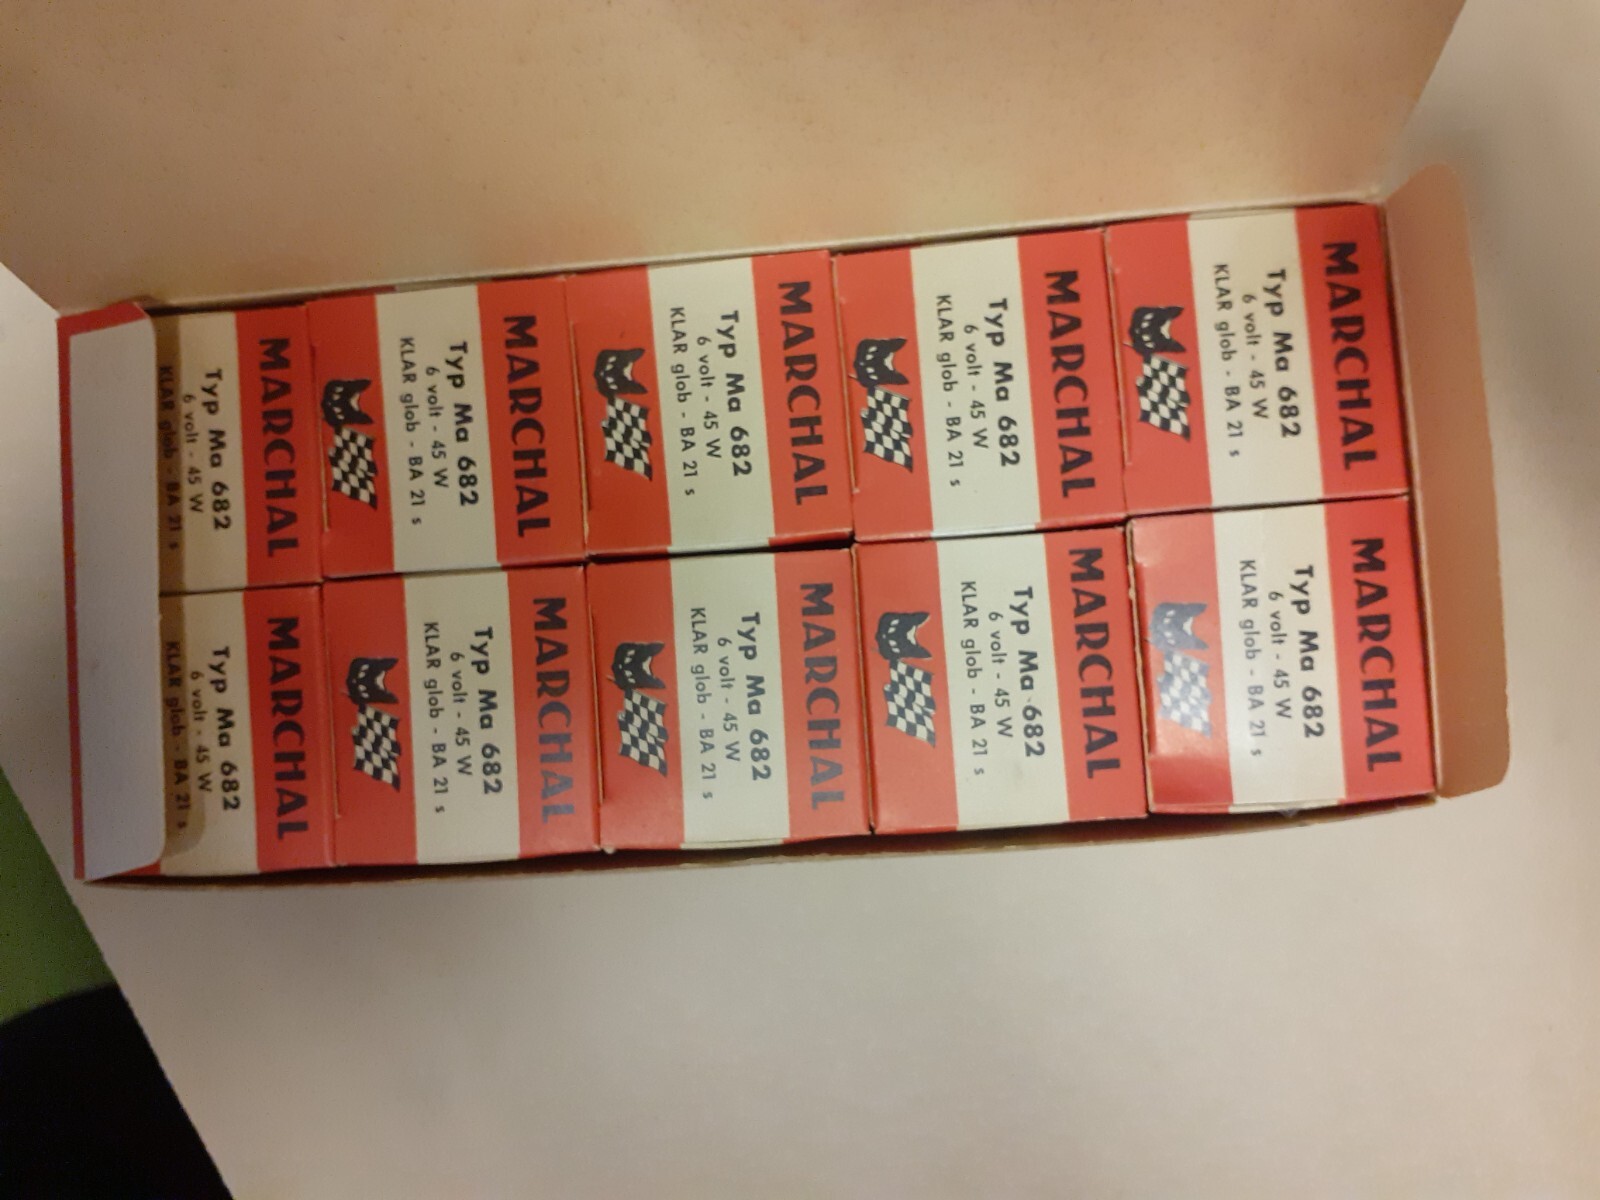 MARCHAL
Typ Ma 682
6 volt - 45 W
KLAR glob - BA 21 s
MARCHAL
Typ Ma 682
6 volt - 45 W
KLAR glob - BA 21 s
MARCHAL
Typ Ma 682
6 volt - 45 W
KLAR glob - BA 21 s
MARCHAL
Typ Ma 682
6 volt - 45 W
KLAR glob - BA 21 s
MARCHAL
Typ Ma 682
6 volt - 45 W
KLAR glob - BA 21 s
MARCHAL
Typ Ma 682
6 volt - 45 W
KLAR glob - BA 21 s
MARCHAL
Typ Ma 682
6 volt - 45 W
KLAR glob - BA 21 s
MARCHAL
Typ Ma 682
6 volt - 45 W
KLAR glob - BA 21 s
MARCHAL
Typ Ma 682
6 volt - 45 W
KLAR glob - BA 21 s
MARCHAL
Typ Ma 682
6 volt - 45 W
KLAR glob - BA 21 s